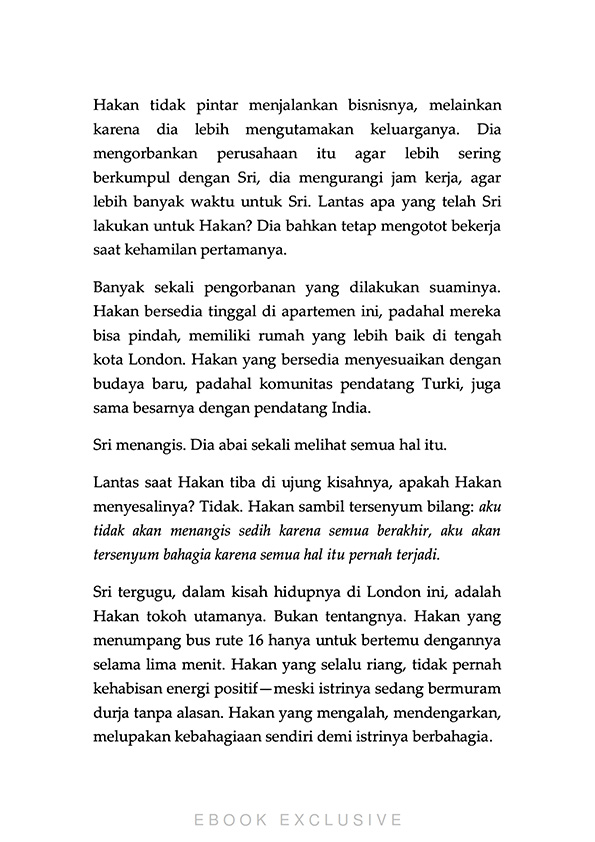 Hakan tidak pintar menjalankan bisnisnya, melainkan
karena dia lebih mengutamakan keluarganya. Dia
mengorbankan perusahaan itu agar lebih sering
berkumpul dengan Sri, dia mengurangi jam kerja, agar
lebih banyak waktu untuk Sri. Lantas apa yang telah Sri
lakukan untuk Hakan? Dia bahkan tetap mengotot bekerja
saat kehamilan pertamanya.
Banyak sekali pengorbanan yang dilakukan suaminya.
Hakan bersedia tinggal di apartemen ini, padahal mereka
bisa pindah, memiliki rumah yang lebih baik di tengah
kota London. Hakan yang bersedia menyesuaikan dengan
budaya baru, padahal komunitas pendatang Turki, juga
sama besarnya dengan pendatang India.
Sri menangis. Dia abai sekali melihat semua hal itu.
Lantas saat Hakan tiba di ujung kisahnya, apakah Hakan
menyesalinya? Tidak. Hakan sambil tersenyum bilang: aku
tidak akan menangis sedih karena semua berakhir, aku akan
tersenyum bahagia karena semua hal itu pernah terjadi.
Sri tergugu, dalam kisah hidupnya di London ini, adalah
Hakan tokoh utamanya. Bukan tentangnya. Hakan yang
menumpang bus rute 16 hanya untuk bertemu dengannya
selama lima menit. Hakan yang selalu riang, tidak pernah
kehabisan energi positif—meski istrinya sedang bermuram
durja tanpa alasan. Hakan yang mengalah, mendengarkan,
melupakan kebahagiaan sendiri demi istrinya berbahagia.
EBOOK EXCLUSIVE